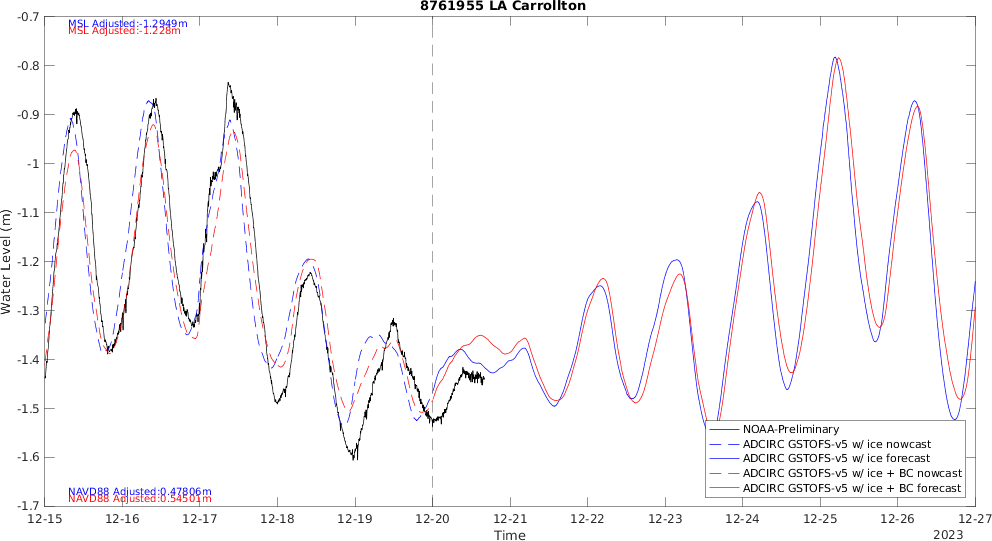 8761955 LA Carrollton
MSL Adjusted:-1.2949m
MSL Adjusted:-1.228m
-0.7
-0.8
-0.9
-1
-1.1
-1.2
-1.3
-1.4
-1.5
-1.6
-1.7
Water Level (m)
NOAA-Preliminary
ADCIRC GSTOFS-v5 w/ ice nowcast
ADCIRC GSTOFS-v5 w/ ice forecast
ADCIRC GSTOFS-v5 w/ ice + BC nowcast
ADCIRC GSTOFS-v5 w/ ice + BC forecast
NAVD88 Adjusted:0.47806m
NAVD88 Adjusted:0.54501m
12-15 12-16 12-17 12-18 12-19 12-20 12-21 12-22 12-23 12-24 12-25 12-26 12-27
Time
2023